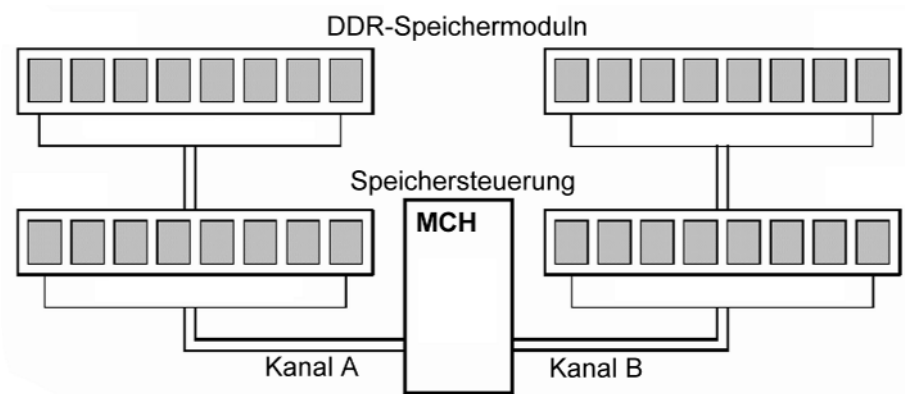 DDR-Speichermoduln
Speichersteuerung
MCH
Kanal A
Kanal B